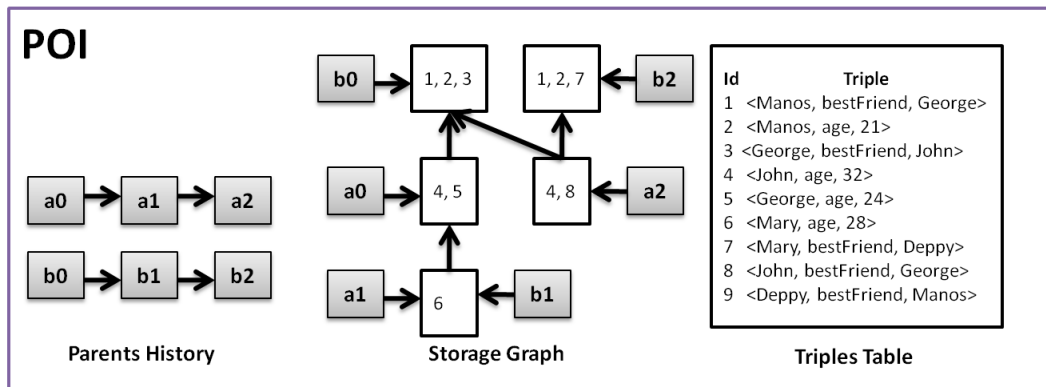 POI
a0 a1 a2
b0 b1 b2
Parents History
b0 1, 2, 3 1, 2, 7 b2
a0 4, 5 4, 8 a2
a1 6 b1
Storage Graph
Id Triple
1 <Manos, bestFriend, George>
2 <Manos, age, 21>
3 <George, bestFriend, John>
4 <John, age, 32>
5 <George, age, 24>
6 <Mary, age, 28>
7 <Mary, bestFriend, Deppy>
8 <John, bestFriend, George>
9 <Deppy, bestFriend, Manos>
Triples Table